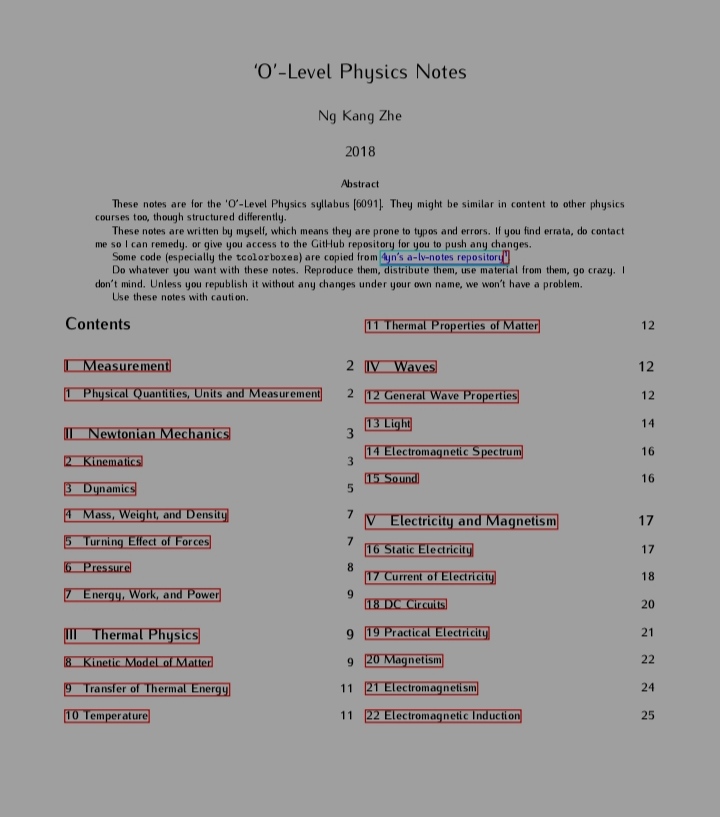 ‘O’-Level Physics Notes
Ng Kang Zhe
2018
Abstract
These notes are for the ‘O’-Level Physics syllabus [6091]. They might be similar in content to other physics
courses too, though structured differently.
These notes are written by myself, which means they are prone to typos and errors. If you find errata, do contact
me so I can remedy, or give you access to the GitHub repository for you to push any changes.
Some code (especially the tcolorboxes) are copied from 4yn’s a-lv-notes repository¹
Do whatever you want with these notes. Reproduce them, distribute them, use material from them, go crazy. I
don’t mind. Unless you republish it without any changes under your own name, we won’t have a problem.
Use these notes with caution.
Contents
I Measurement 2
1 Physical Quantities, Units and Measurement 2
II Newtonian Mechanics 3
2 Kinematics 3
3 Dynamics 5
4 Mass, Weight, and Density 7
5 Turning Effect of Forces 7
6 Pressure 8
7 Energy, Work, and Power 9
III Thermal Physics 9
8 Kinetic Model of Matter 9
9 Transfer of Thermal Energy 11
10 Temperature 11
11 Thermal Properties of Matter 12
IV Waves 12
12 General Wave Properties 12
13 Light 14
14 Electromagnetic Spectrum 16
15 Sound 16
V Electricity and Magnetism 17
16 Static Electricity 17
17 Current of Electricity 18
18 DC Circuits 20
19 Practical Electricity 21
20 Magnetism 22
21 Electromagnetism 24
22 Electromagnetic Induction 25